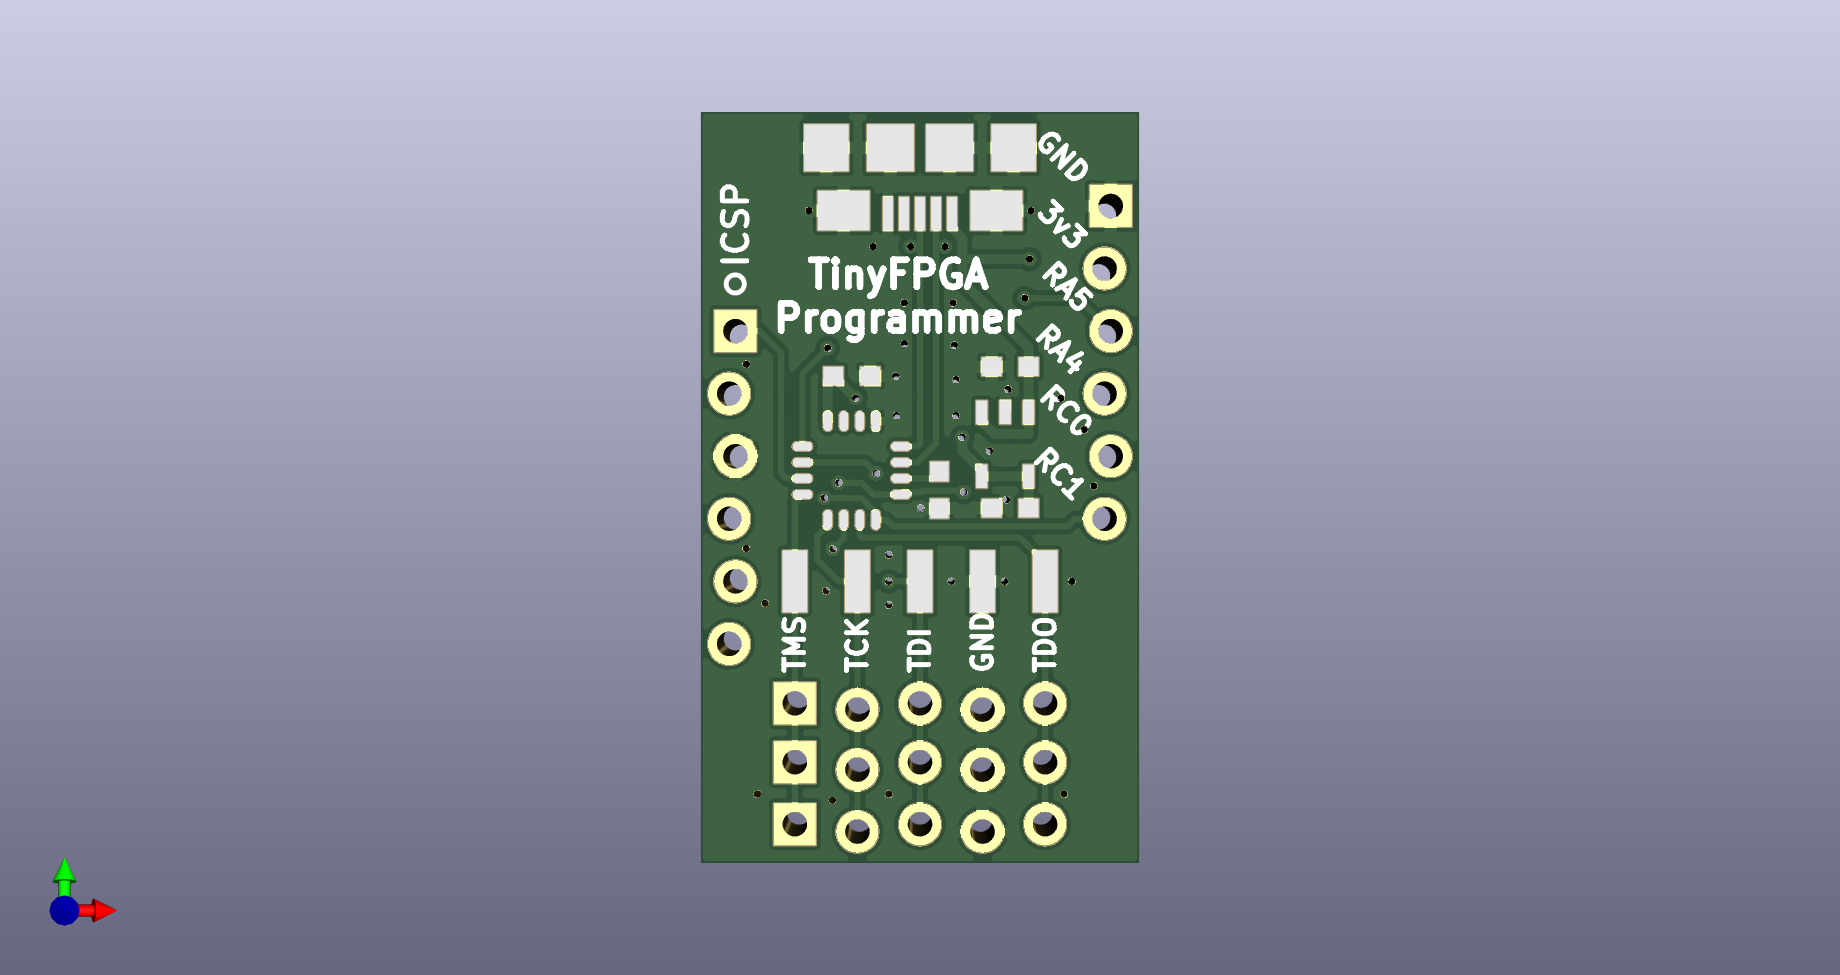 GND
3v3
RA5
RA4
RC0
RC1
ICSP
TinyFPGA
Programmer
TMS
TCK
TDI
GND
TDO